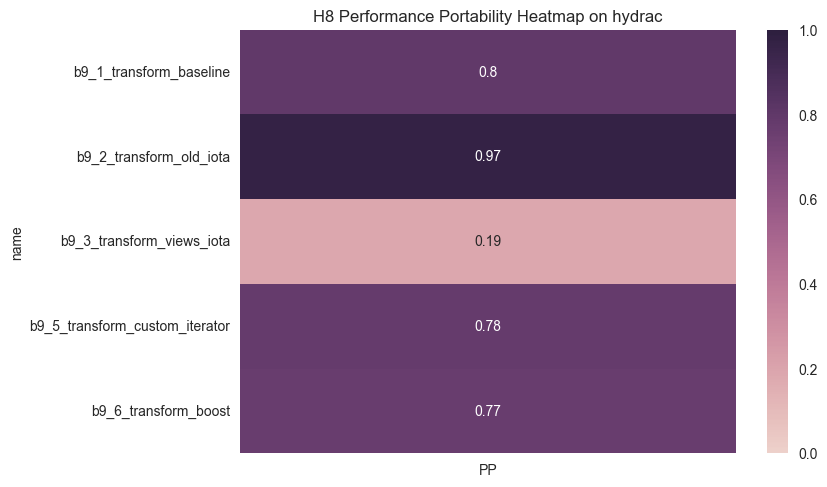 H8 Performance Portability Heatmap on hydrac
name
b9_1_transform_baseline
0.8
b9_2_transform_old_iota
0.97
b9_3_transform_views_iota
0.19
b9_5_transform_custom_iterator
0.78
b9_6_transform_boost
0.77
PP
1.0
0.8
0.6
0.4
0.2
0.0